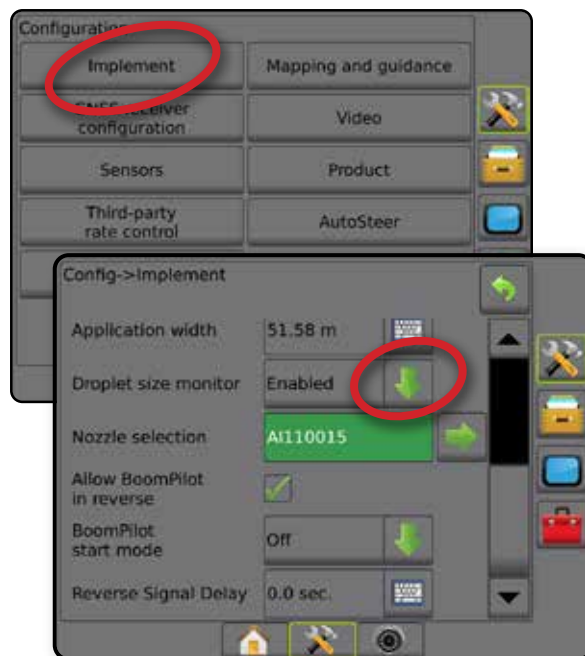 Configuration
Implement
Mapping and guidance
GNSS receiver
configuration
Video
Sensors
Product
Third-party
rate control
AutoSteer
Config->Implement
Application width
51.58 m
Droplet size monitor
Enabled
Nozzle selection
AI110015
Allow BoomPilot
in reverse
BoomPilot
start mode
Off
Reverse Signal Delay
0.0 sec.